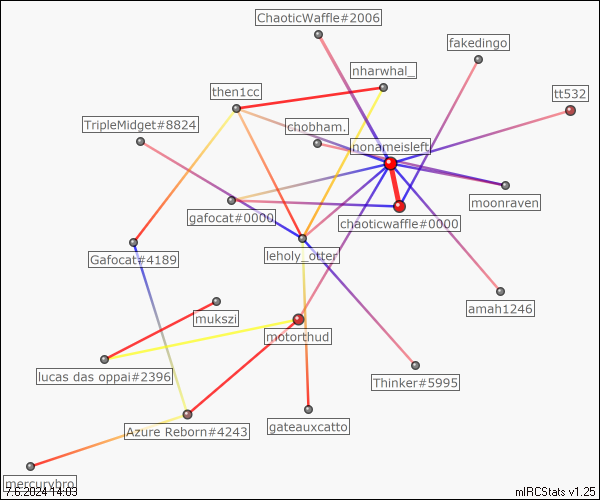 ChaoticWaffle#2006
fakedingo
nharwhal_
then1cc
tt532
TripleMidget#8824
chobham.
nonameisleft
moonraven
gafocat#0000
chaoticwaffle#0000
Gafocat#4189
leholy_otter
amah1246
mukszi
motorthud
lucas das oppai#2396
Thinker#5995
Azure Reborn#4243
gateauxcatto
mercurybro
7.6.2024 14:03
mIRCStats v1.25